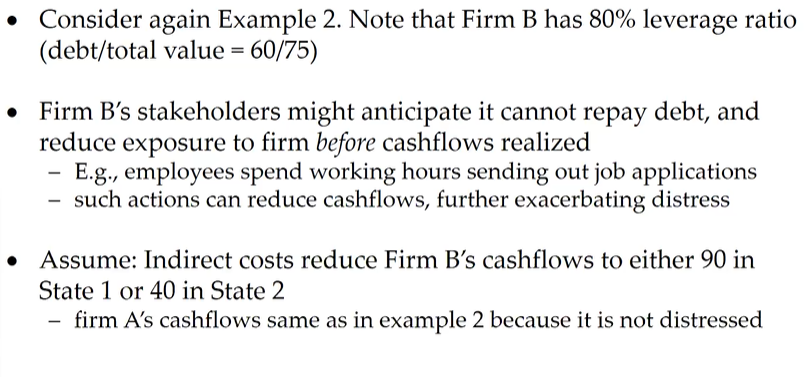 • Consider again Example 2. Note that Firm B has 80% leverage ratio
(debt/total value = 60/75)
• Firm B's stakeholders might anticipate it cannot repay debt, and
reduce exposure to firm before cashflows realized
– E.g., employees spend working hours sending out job applications
– such actions can reduce cashflows, further exacerbating distress
• Assume: Indirect costs reduce Firm B's cashflows to either 90 in
State 1 or 40 in State 2
– firm A's cashflows same as in example 2 because it is not distressed